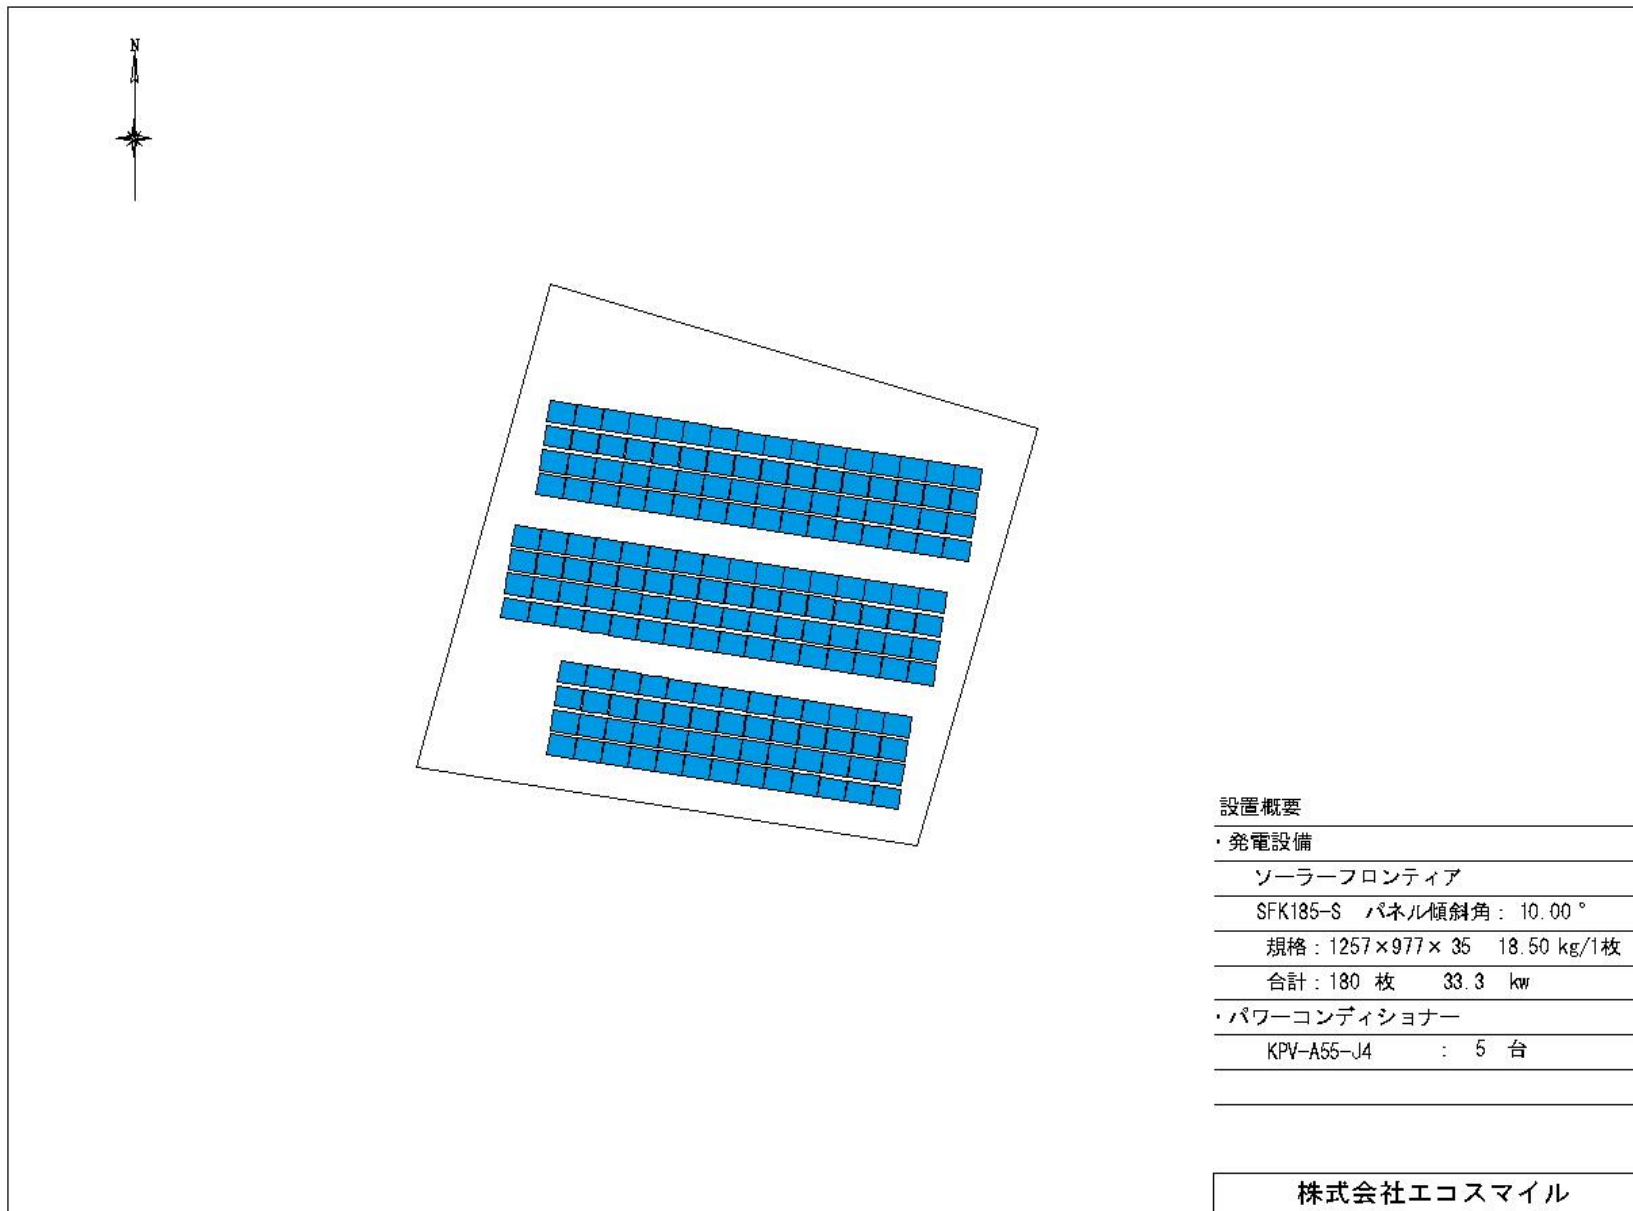 N
設置概要
・発電設備
ソーラーフロンティア
SFK185-S パネル傾斜角：10.00°
規格：1257×977×35 18.50 kg/1枚
合計：180 枚 33.3 kw
・パワーコンディショナー
KPV-A55-J4 ： 5 台
株式会社エコスマイル